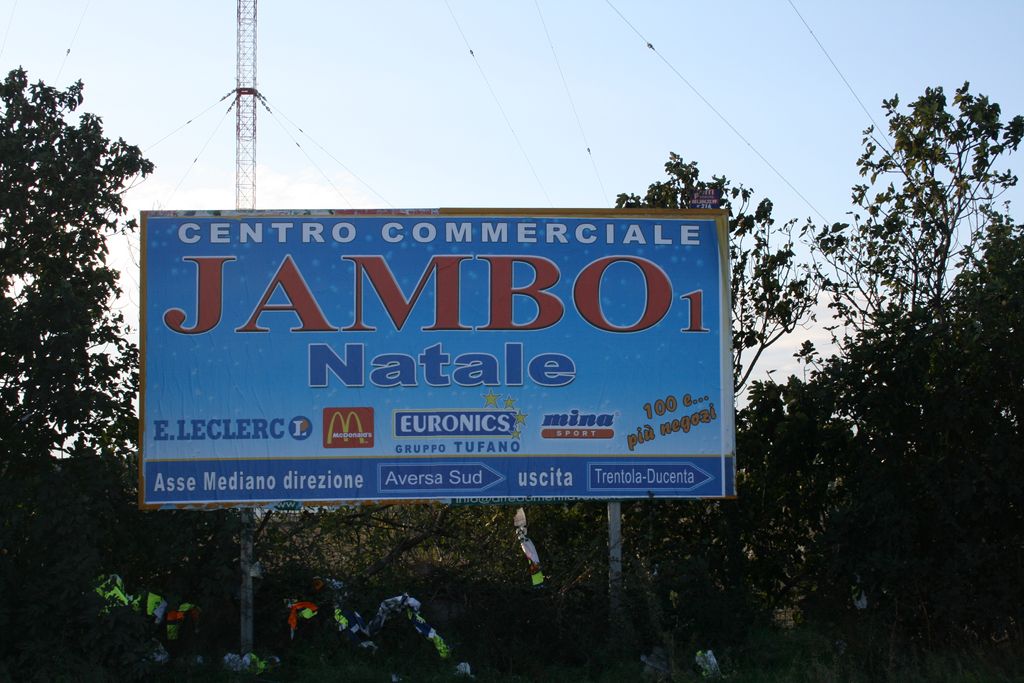 CENTRO COMMERCIALE
JAMBO1
Natale
E.LECLERC L
McDonald's
EURONICS
GRUPPO TUFANO
mina
SPORT
100 e...
più negozi
Asse Mediano direzione Aversa Sud uscita Trentola-Ducenta